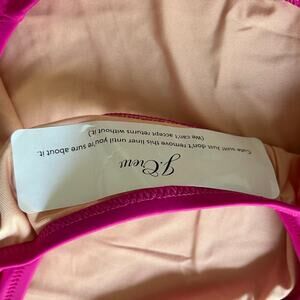 J.Crew
Cute suit! Just don't remove this liner until you're sure about it.
(We can't accept returns without it.)